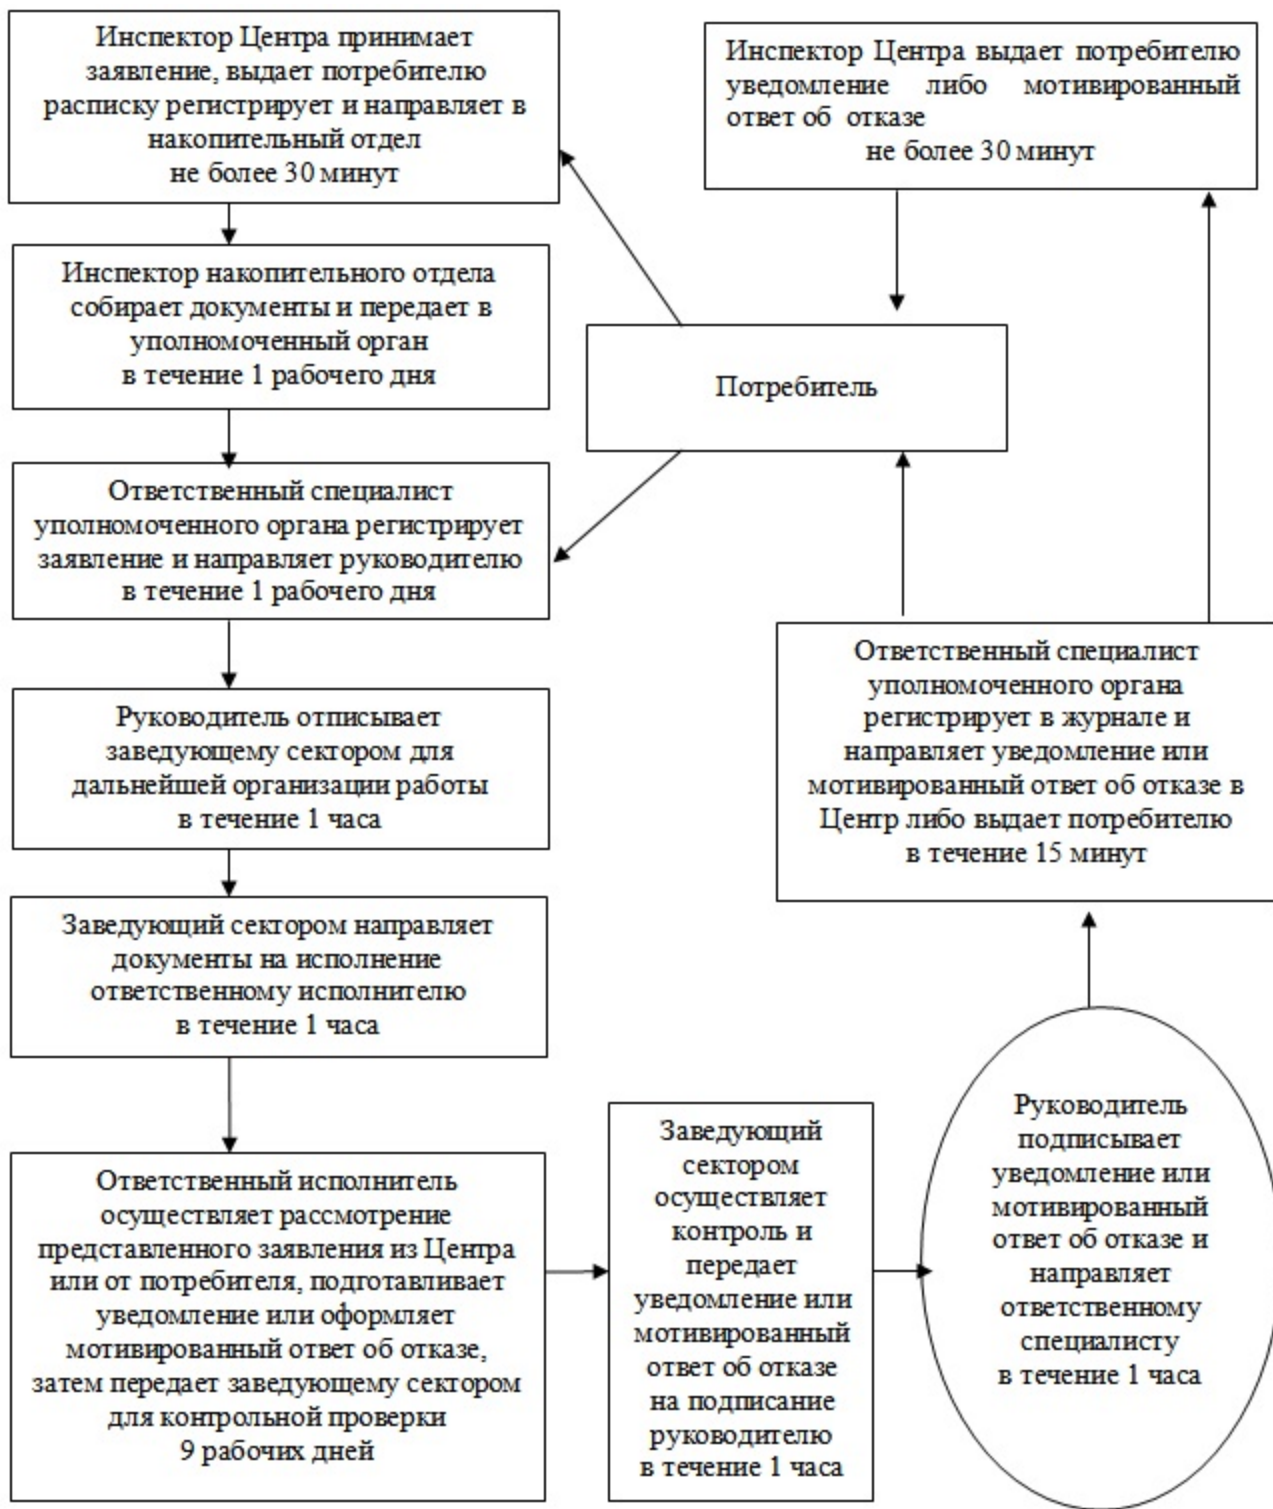 Инспектор Центра принимает
заявление, выдает потребителю
расписку регистрирует и направляет в
накопительный отдел
не более 30 минут
Инспектор Центра выдает потребителю
уведомление либо мотивированный
ответ об отказе
не более 30 минут
Инспектор накопительного отдела
собирает документы и передает в
уполномоченный орган
в течение 1 рабочего дня
Потребитель
Ответственный специалист
уполномоченного органа регистрирует
заявление и направляет руководителю
в течение 1 рабочего дня
Руководитель отписывает
заведующему сектором для
дальнейшей организации работы
в течение 1 часа
Ответственный специалист
уполномоченного органа
регистрирует в журнале и
направляет уведомление или
мотивированный ответ об отказе в
Центр либо выдает потребителю
в течение 15 минут
Заведующий сектором направляет
документы на исполнение
ответственному исполнителю
в течение 1 часа
Ответственный исполнитель
осуществляет рассмотрение
представленного заявления из Центра
или от потребителя, подготавливает
уведомление или оформляет
мотивированный ответ об отказе,
затем передает заведующему сектором
для контрольной проверки
9 рабочих дней
Заведующий
сектором
осуществляет
контроль и
передает
уведомление или
мотивированный
ответ об отказе
на подписание
руководителю
в течение 1 часа
Руководитель
подписывает
уведомление или
мотивированный
ответ об отказе и
направляет
ответственному
специалисту
в течение 1 часа